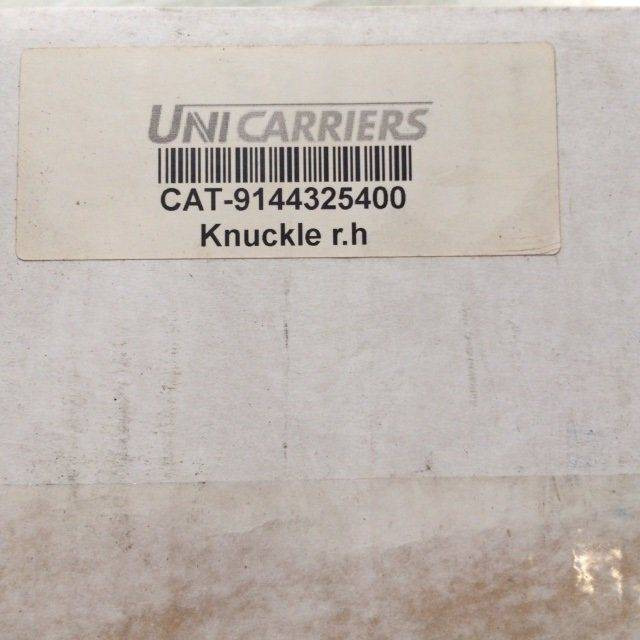 UNICARRIERS
CAT-9144325400
Knuckle r.h